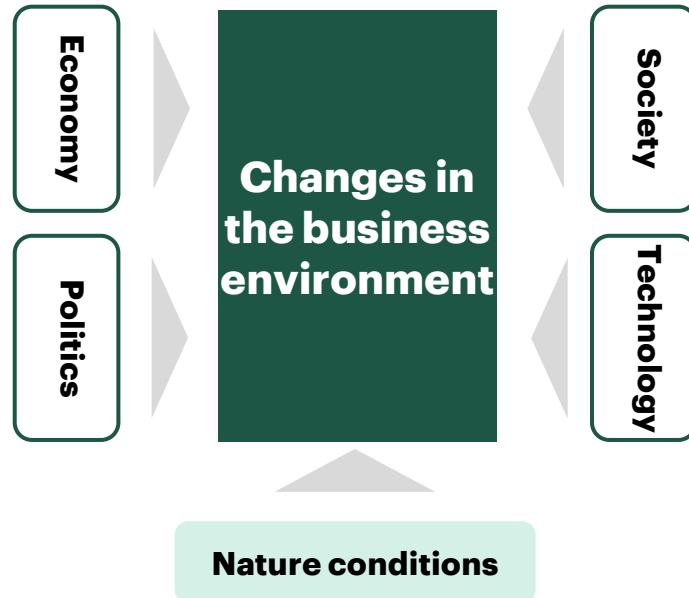 Economy
Society
Changes in
the business
environment
Politics
Technology
Nature conditions